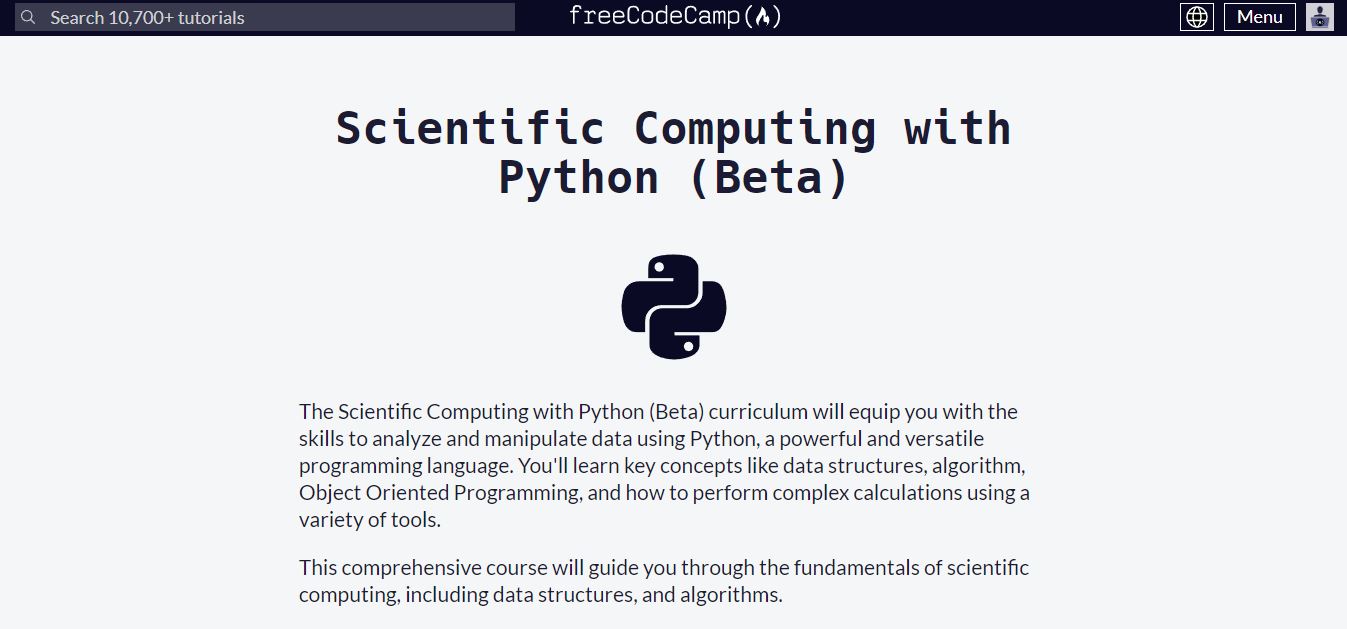 Search 10,700+ tutorials
freeCodeCamp(🔥)
Menu
Scientific Computing with
Python (Beta)
The Scientific Computing with Python (Beta) curriculum will equip you with the
skills to analyze and manipulate data using Python, a powerful and versatile
programming language. You'll learn key concepts like data structures, algorithm,
Object Oriented Programming, and how to perform complex calculations using a
variety of tools.
This comprehensive course will guide you through the fundamentals of scientific
computing, including data structures, and algorithms.